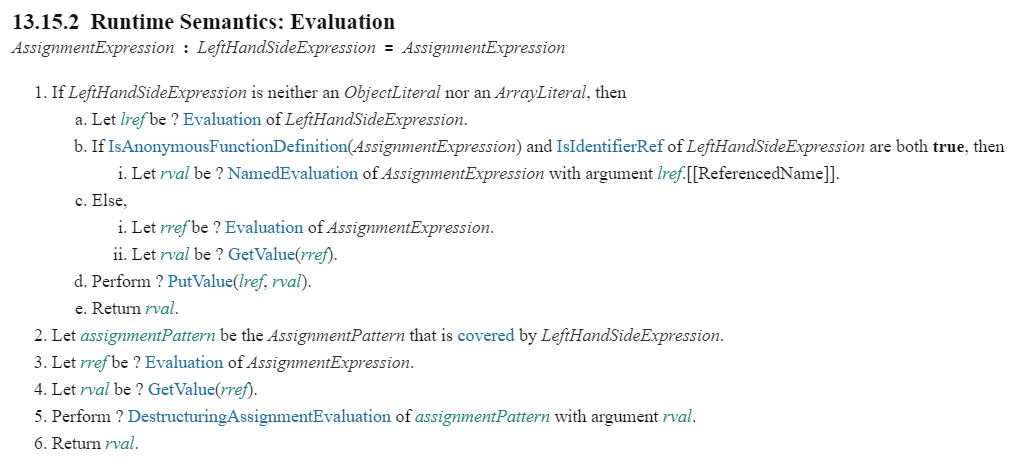 13.15.2 Runtime Semantics: Evaluation
AssignmentExpression : LeftHandSideExpression = AssignmentExpression
1. If LeftHandSideExpression is neither an ObjectLiteral nor an ArrayLiteral, then
a. Let lref be ? Evaluation of LeftHandSideExpression.
b. If IsAnonymousFunctionDefinition(AssignmentExpression) and IsIdentifierRef of LeftHandSideExpression are both true, then
i. Let rval be ? NamedEvaluation of AssignmentExpression with argument lref.[[ReferencedName]].
c. Else,
i. Let rref be ? Evaluation of AssignmentExpression.
ii. Let rval be ? GetValue(rref).
d. Perform ? PutValue(lref, rval).
e. Return rval.
2. Let assignmentPattern be the AssignmentPattern that is covered by LeftHandSideExpression.
3. Let rref be ? Evaluation of AssignmentExpression.
4. Let rval be ? GetValue(rref).
5. Perform ? DestructuringAssignmentEvaluation of assignmentPattern with argument rval.
6. Return rval.